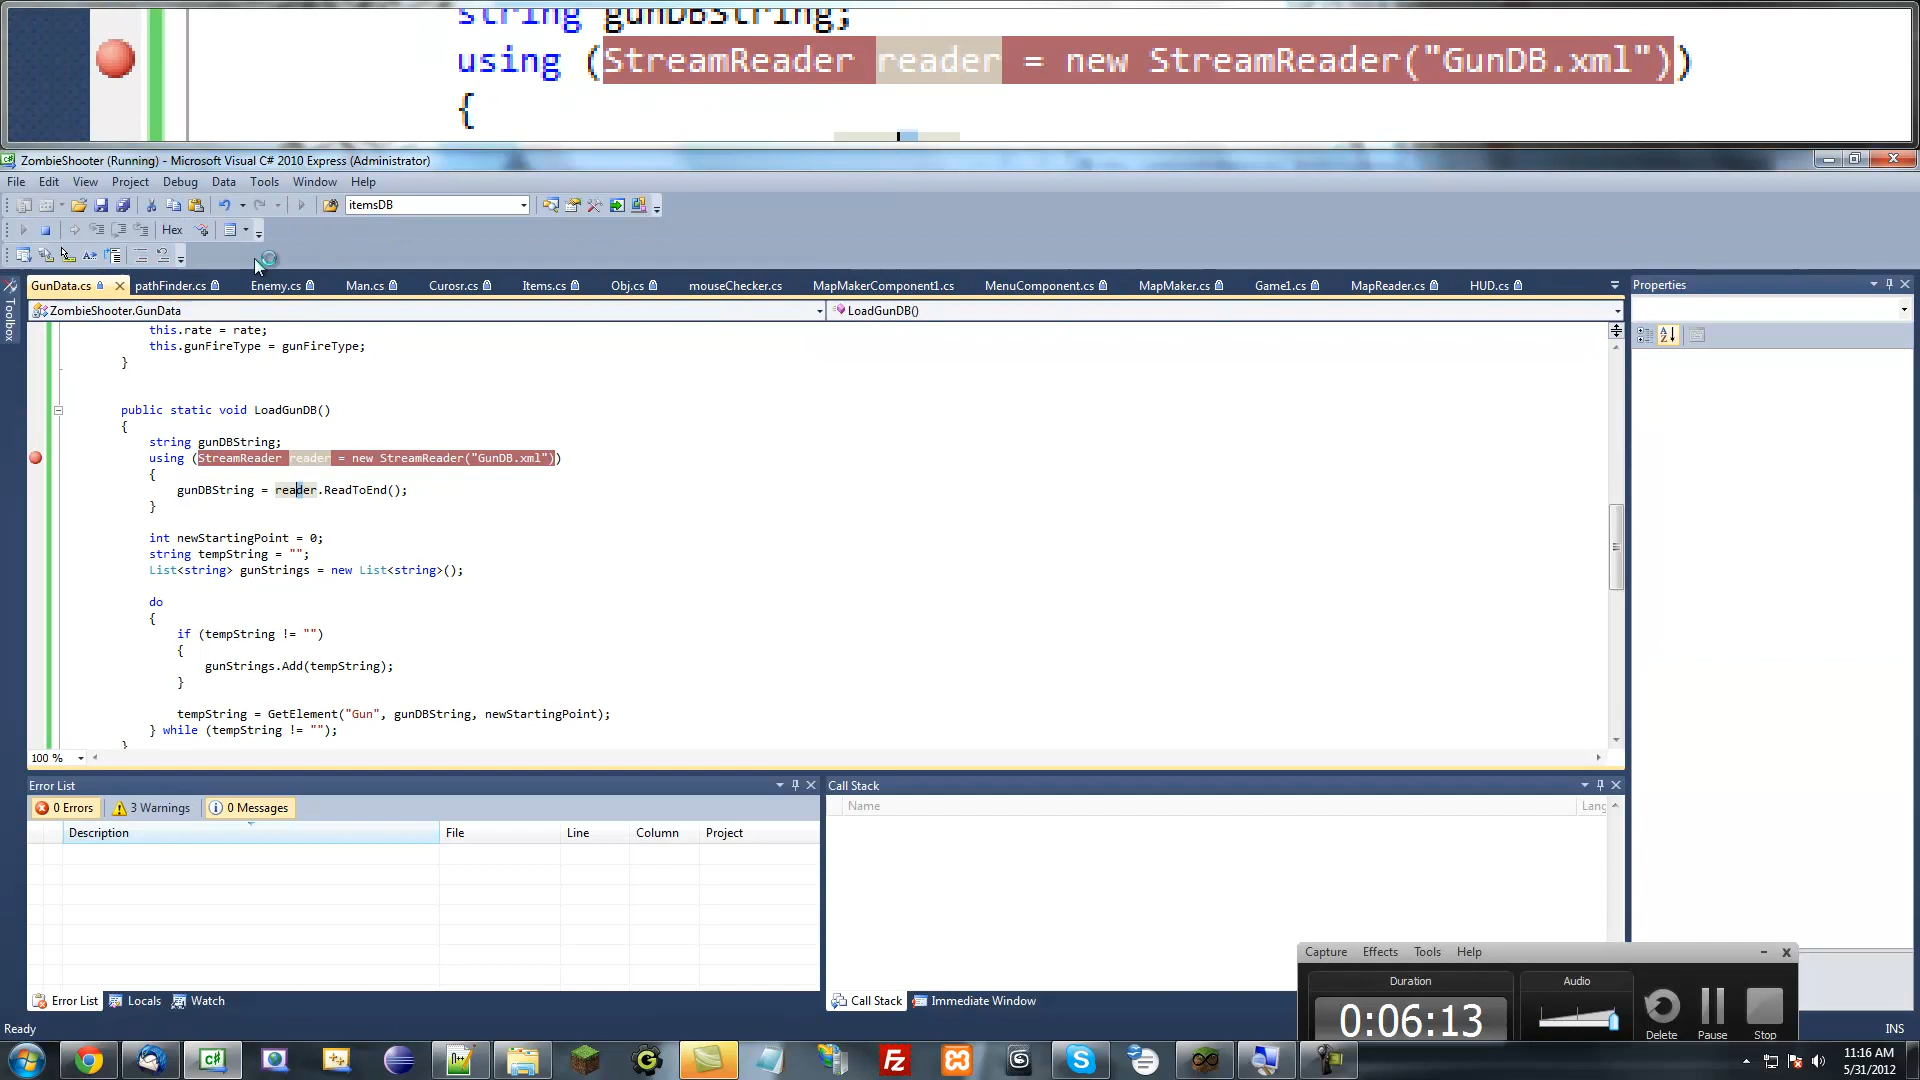 string gunDBString;
using (StreamReader reader = new StreamReader("GunDB.xml"))
{
ZombieShooter (Running) - Microsoft Visual C# 2010 Express (Administrator)
File Edit View Project Debug Data Tools Window Help
itemsDB
Hex
GunData.cs pathFinder.cs Enemy.cs Man.cs Curosr.cs Items.cs Obj.cs mouseChecker.cs MapMakerComponent1.cs MenuComponent.cs MapMaker.cs Game1.cs MapReader.cs HUD.cs
Properties
Toolbox
ZombieShooter.GunData LoadGunDB()
this.rate = rate;
this.gunFireType = gunFireType;
}
public static void LoadGunDB()
{
string gunDBString;
using (StreamReader reader = new StreamReader("GunDB.xml"))
{
gunDBString = reader.ReadToEnd();
}
int newStartingPoint = 0;
string tempString = "";
List<string> gunStrings = new List<string>();
do
{
if (tempString != "")
{
gunStrings.Add(tempString);
}
tempString = GetElement("Gun", gunDBString, newStartingPoint);
} while (tempString != "");
}
100 %
Error List
0 Errors 3 Warnings 0 Messages
Description File Line Column Project
Call Stack
Name Lang
Error List Locals Watch
Call Stack Immediate Window
Capture Effects Tools Help
Duration
0:06:13
Audio
Delete Pause Stop
Ready INS
11:16 AM
5/31/2012